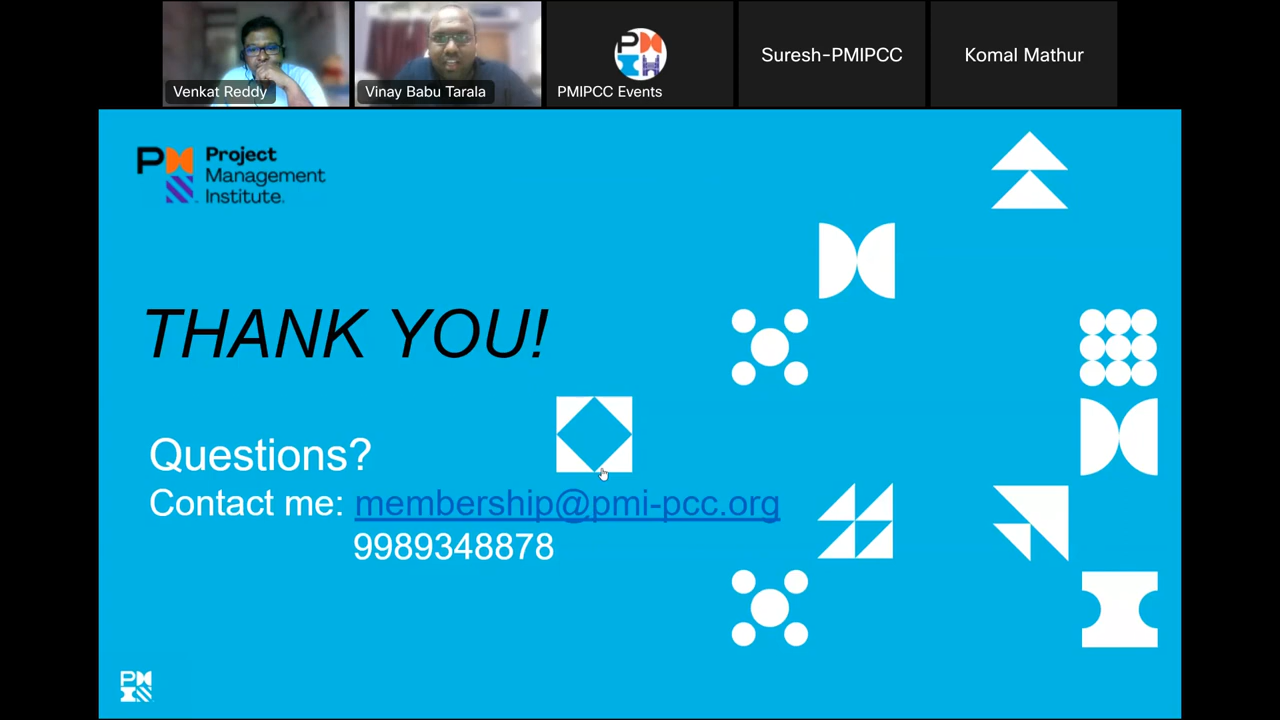 Venkat Reddy
Vinay Babu Tarala
PMIPCC Events
Suresh-PMIPCC
Komal Mathur
Project
Management
Institute.
THANK YOU!
Questions?
Contact me: membership@pmi-pcc.org
9989348878